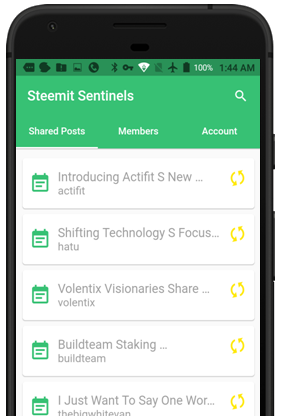 100% 1:44 AM
Steemit Sentinels
Shared Posts Members Account
Introducing Actifit S New ...
actifit
Shifting Technology S Focus...
hatu
Volentix Visionaries Share ...
volentix
Buildteam Staking ...
buildteam
I Just Want To Say One Wor...
thebigwhitevan